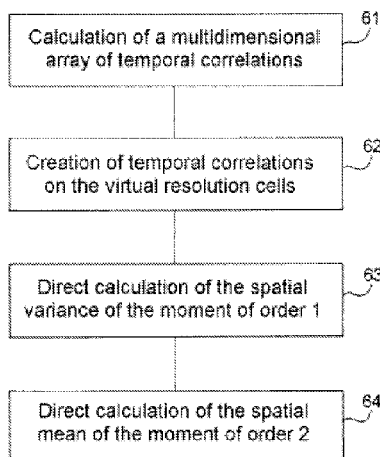 61
Calculation of a multidimensional
array of temporal correlations
62
Creation of temporal correlations
on the virtual resolution cells
63
Direct calculation of the spatial
variance of the moment of order 1
64
Direct calculation of the spatial
mean of the moment of order 2